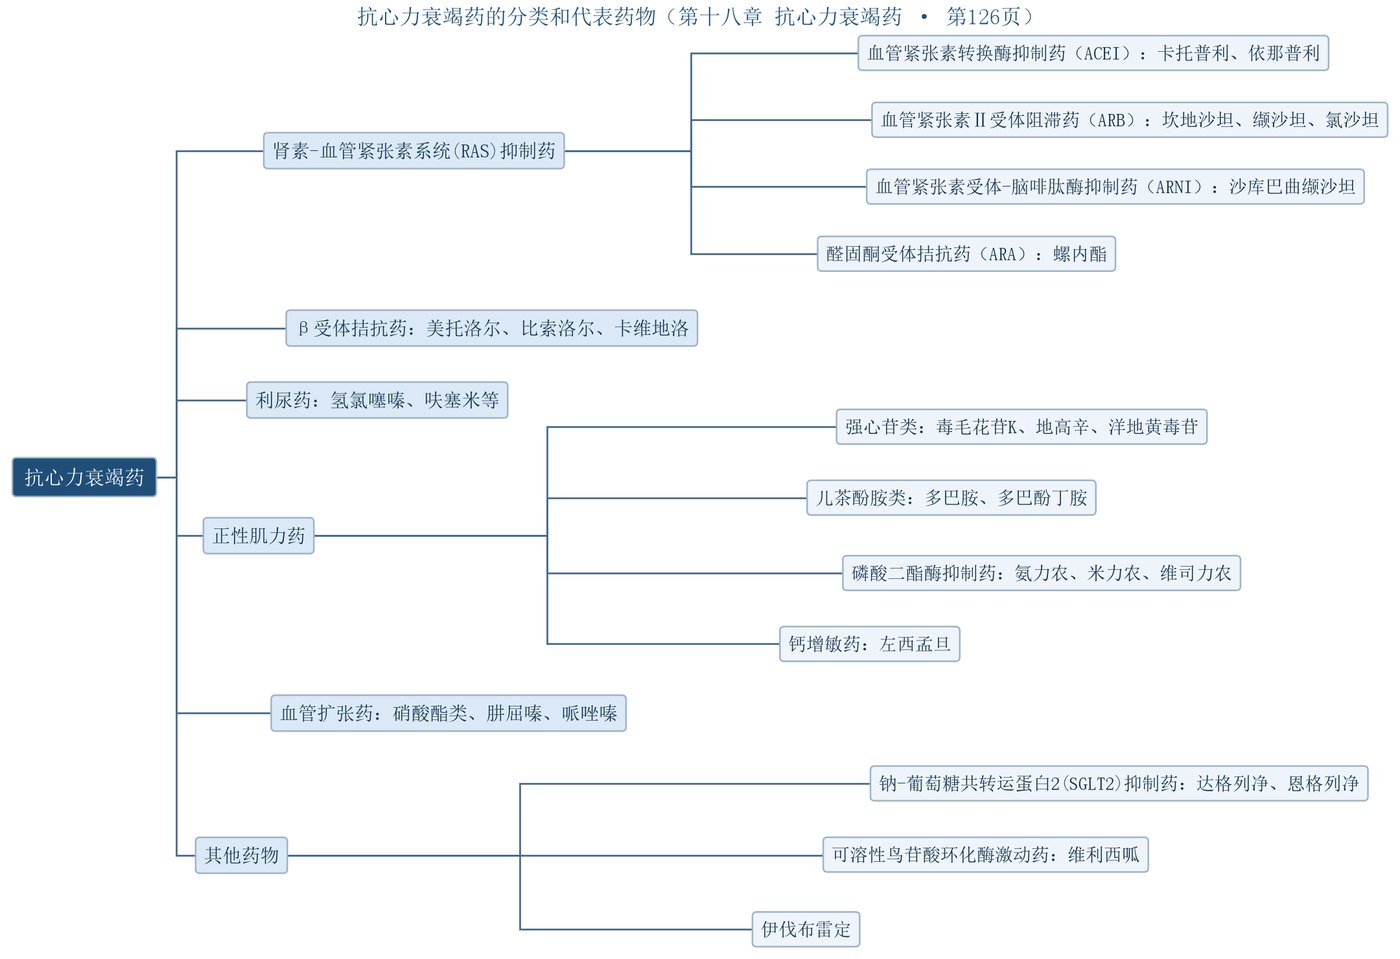 抗心力衰竭药的分类和代表药物（第十八章 抗心力衰竭药 • 第126页）
抗心力衰竭药
肾素-血管紧张素系统(RAS)抑制药
血管紧张素转换酶抑制药（ACEI）：卡托普利、依那普利
血管紧张素Ⅱ受体阻滞药（ARB）：坎地沙坦、缬沙坦、氯沙坦
血管紧张素受体-脑啡肽酶抑制药（ARNI）：沙库巴曲缬沙坦
醛固酮受体拮抗药（ARA）：螺内酯
β受体拮抗药：美托洛尔、比索洛尔、卡维地洛
利尿药：氢氯噻嗪、呋塞米等
正性肌力药
强心苷类：毒毛花苷K、地高辛、洋地黄毒苷
儿茶酚胺类：多巴胺、多巴酚丁胺
磷酸二酯酶抑制药：氨力农、米力农、维司力农
钙增敏药：左西孟旦
血管扩张药：硝酸酯类、肼屈嗪、哌唑嗪
其他药物
钠-葡萄糖共转运蛋白2(SGLT2)抑制药：达格列净、恩格列净
可溶性鸟苷酸环化酶激动药：维利西呱
伊伐布雷定